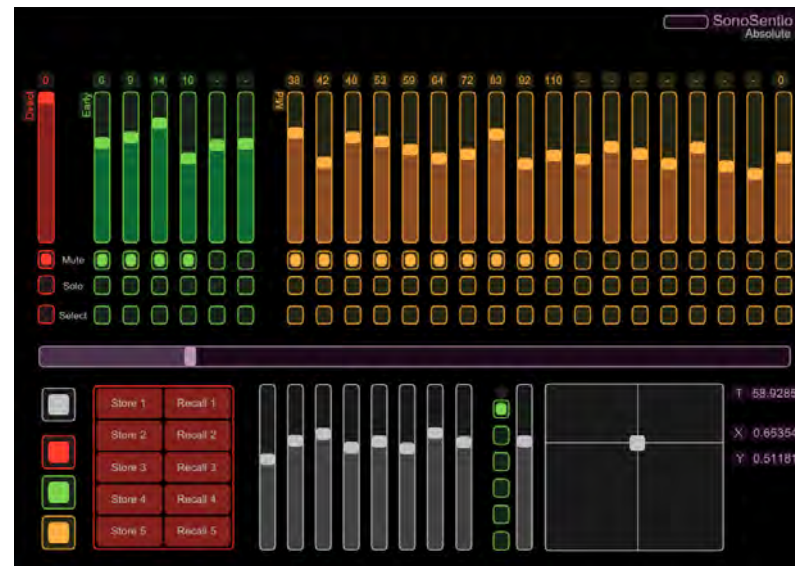 SonoSentio
Absolute
0 6 9 14 10 - - 38 42 48 53 59 64 72 83 92 110 - - - - - - - 0
Direct
Early
Mid
Mute
Solo
Select
Store 1 Recall 1
Store 2 Recall 2
Store 3 Recall 3
Store 4 Recall 4
Store 5 Recall 5
T 58.9285
X 0.65354
Y 0.51181